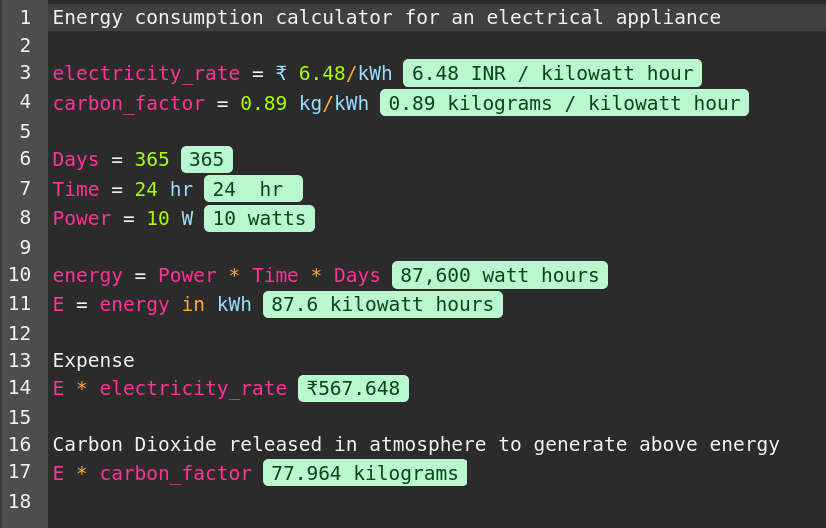 1 Energy consumption calculator for an electrical appliance
2
3 electricity_rate = ₹ 6.48/kWh 6.48 INR / kilowatt hour
4 carbon_factor = 0.89 kg/kWh 0.89 kilograms / kilowatt hour
5
6 Days = 365 365
7 Time = 24 hr 24  hr
8 Power = 10 W 10 watts
9
10 energy = Power * Time * Days 87,600 watt hours
11 E = energy in kWh 87.6 kilowatt hours
12
13 Expense
14 E * electricity_rate ₹567.648
15
16 Carbon Dioxide released in atmosphere to generate above energy
17 E * carbon_factor 77.964 kilograms
18